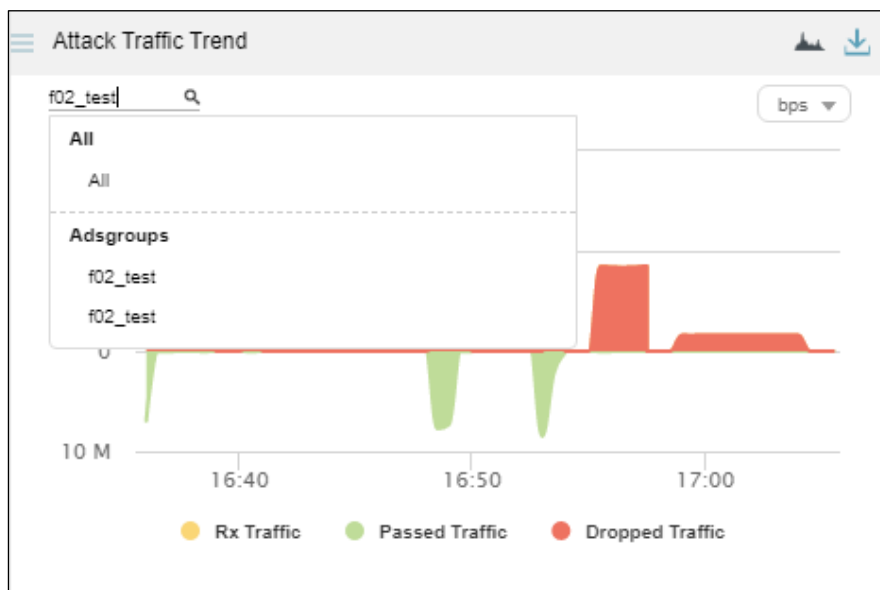 Attack Traffic Trend
f02_test
bps
All
All
Adsgroups
f02_test
f02_test
0
10 M
16:40 16:50 17:00
Rx Traffic Passed Traffic Dropped Traffic